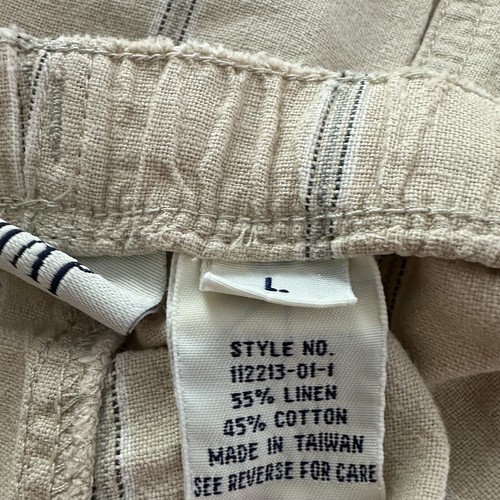 L.
STYLE NO.
112213-01-1
55% LINEN
45% COTTON
MADE IN TAIWAN
SEE REVERSE FOR CARE